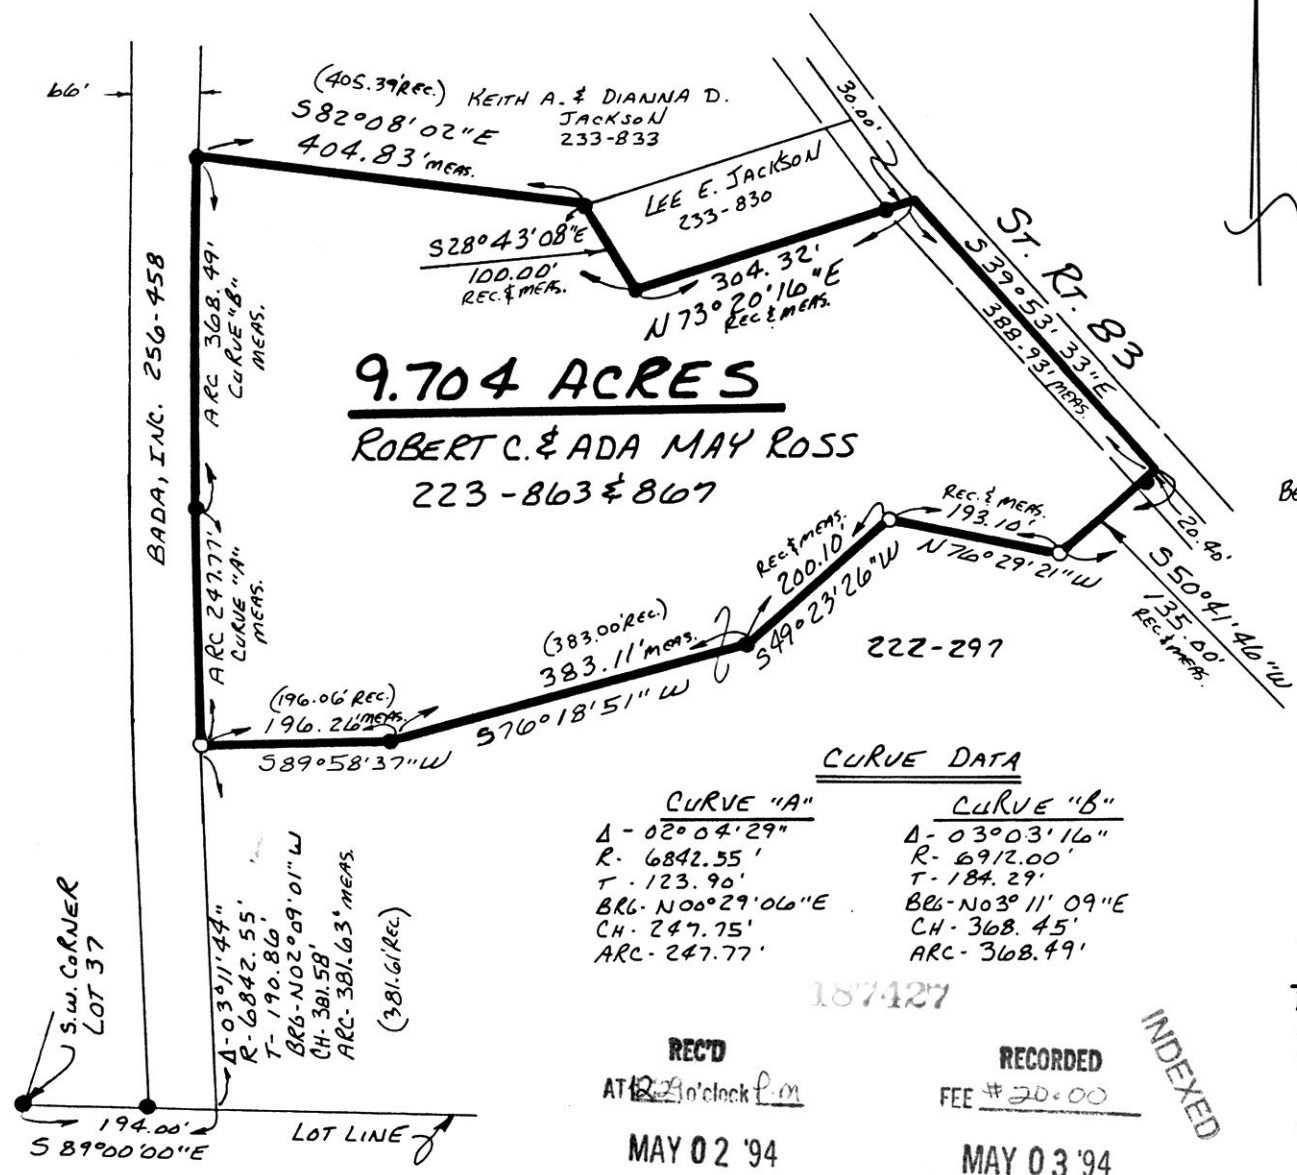 66'
(405.39' REC.)
S82°08'02"E
404.83' MEAS.
KEITH A. & DIANNA D.
JACKSON
233-833
30.00'
LEE E. JACKSON
233-830
S28°43'08"E
100.00'
REC. & MEAS.
304.32'
N73°20'16"E
REC & MEAS.
ST. RT. 83
S39°53'33"E
388.93' MEAS.
BADA, INC. 256-458
ARC 368.49'
CURVE "B"
MEAS.
9.704 ACRES
ROBERT C. & ADA MAY ROSS
223-863 & 867
ARC 247.77'
CURVE "A"
MEAS.
REC. & MEAS.
193.10'
N76°29'21"W
20.40'
S50°41'46"W
135.00'
REC & MEAS.
REC & MEAS.
200.10'
S49°23'26"W
222-297
(383.00' REC.)
383.11' MEAS.
S76°18'51"W
(196.06' REC.)
196.26' MEAS.
S89°58'37"W
CURVE DATA
CURVE "A"
Δ - 02°04'29"
R - 6842.55'
T - 123.90'
BRG - N00°29'06"E
CH - 247.75'
ARC - 247.77'
CURVE "B"
Δ - 03°03'16"
R - 6912.00'
T - 184.29'
BRG - N03°11'09"E
CH - 368.45'
ARC - 368.49'
S.W. CORNER
LOT 37
Δ - 03°11'44"
R - 6842.55'
T - 190.86'
BRG - N02°09'01"W
CH - 381.58'
ARC - 381.63' MEAS.
(381.61' REC)
194.00'
S89°00'00"E
LOT LINE
187427
REC'D
AT o'clock P.m
MAY 02 '94
RECORDED
FEE #20.00
MAY 03 '94
INDEXED